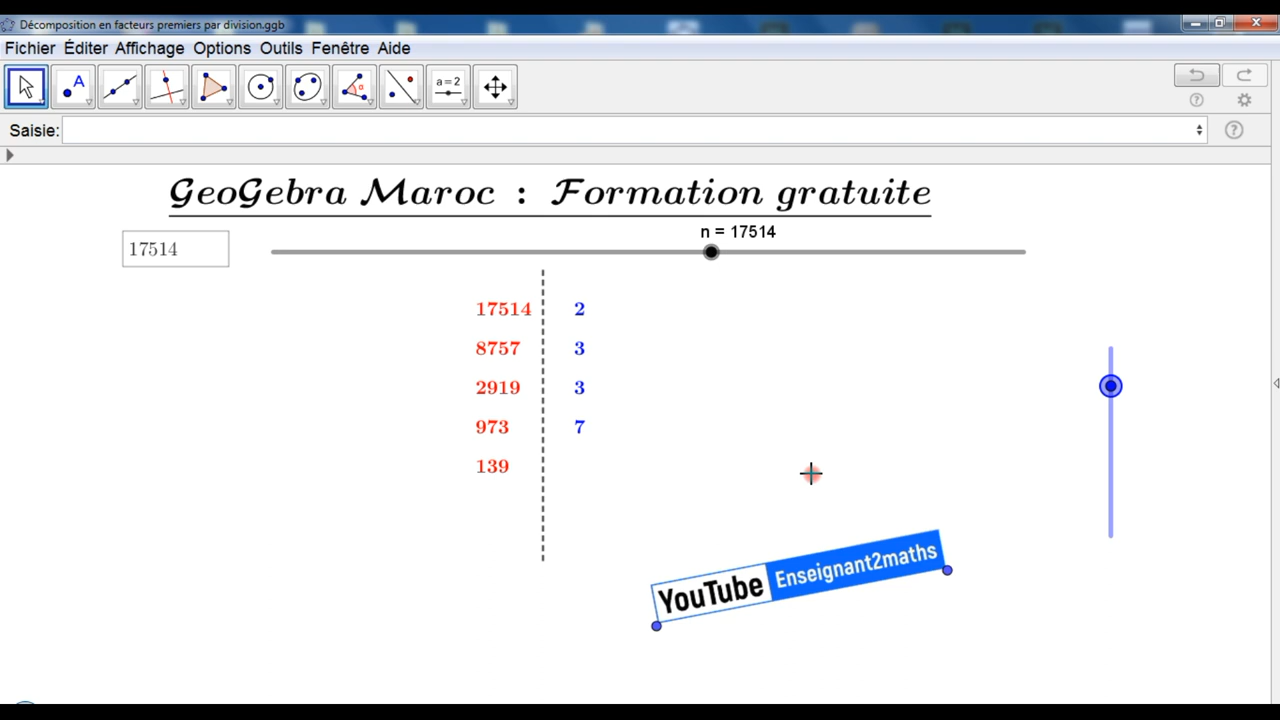 Décomposition en facteurs premiers par division.ggb
Fichier Éditer Affichage Options Outils Fenêtre Aide
A
α
a=2
Saisie:
GeoGebra Maroc : Formation gratuite
n = 17514
17514
17514 2
8757 3
2919 3
973 7
139
YouTube Enseignant2maths